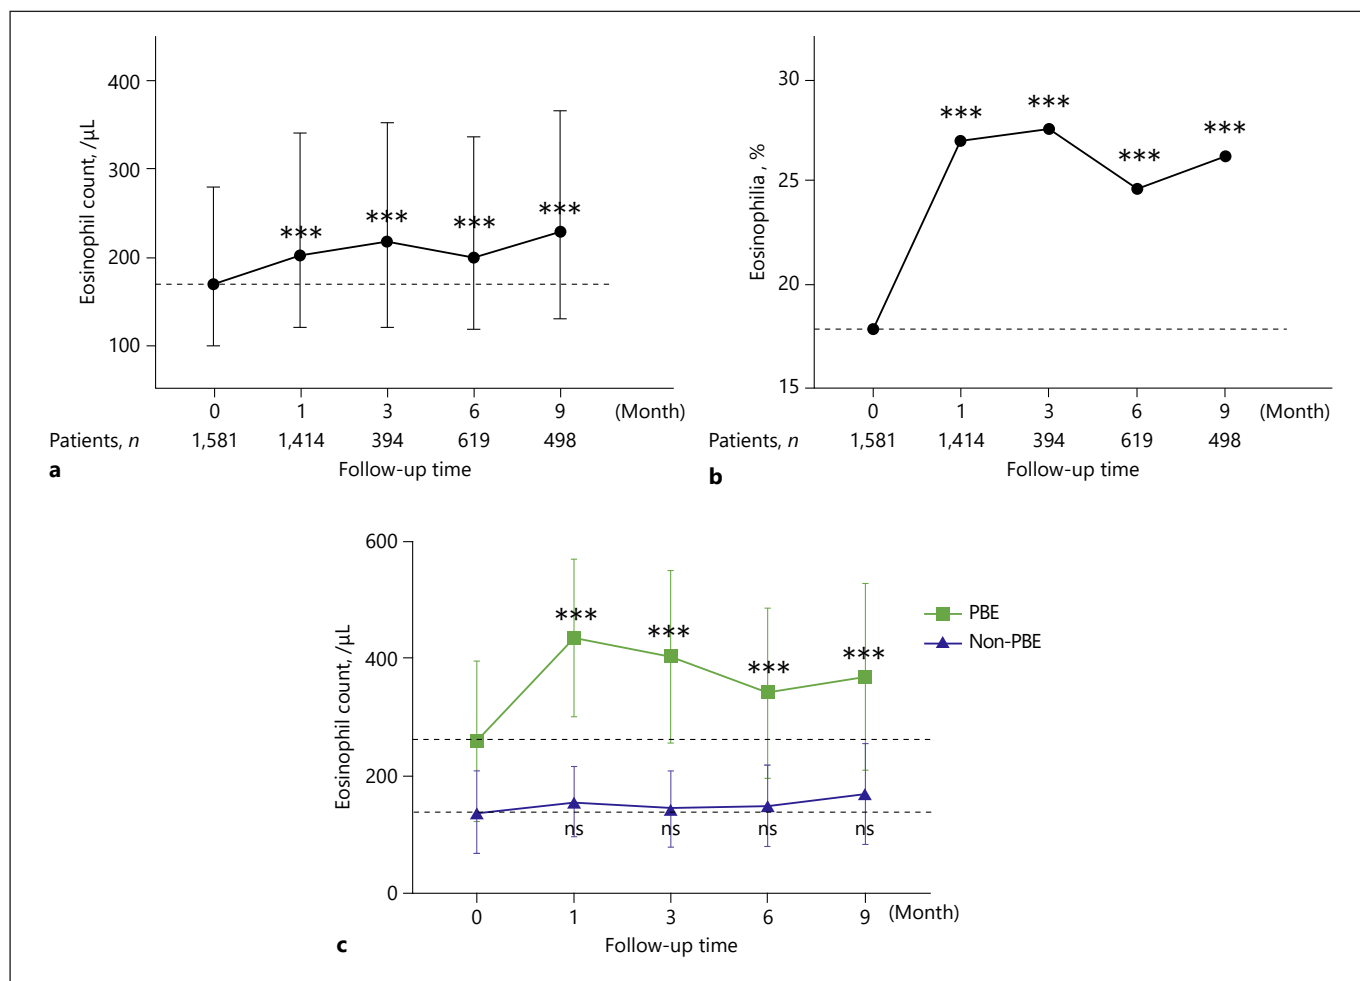 400
300
200
100
Eosinophil count, /µL
***
***
***
***
0 1 3 6 9 (Month)
Patients, n 1,581 1,414 394 619 498
Follow-up time
a
30
25
20
15
Eosinophilia , %
***
***
***
***
0 1 3 6 9 (Month)
Patients, n 1,581 1,414 394 619 498
Follow-up time
b
600
400
200
0
Eosinophil count, /µL
***
***
***
***
ns ns ns ns
PBE
Non-PBE
0 1 3 6 9 (Month)
Follow-up time
c